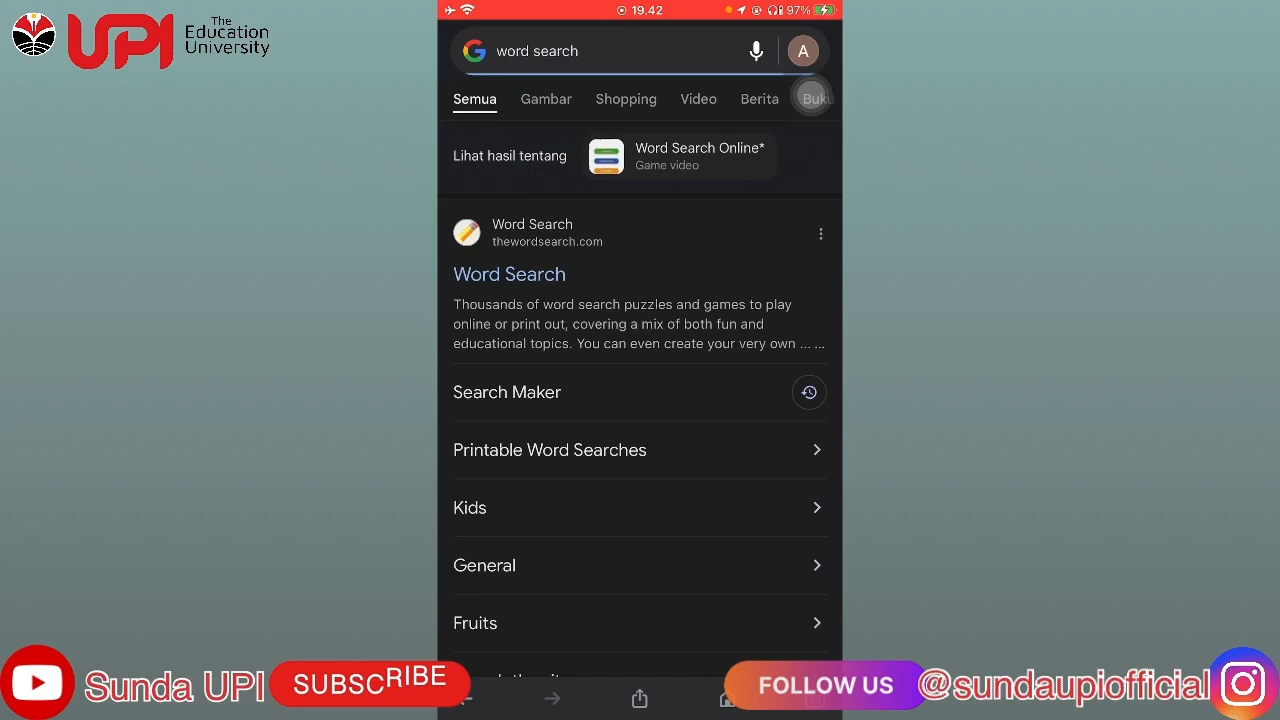 UPI
The
Education
University
19.42
97%
word search
A
Semua
Gambar
Shopping
Video
Berita
Buku
Lihat hasil tentang
Word Search Online*
Game video
Word Search
thewordsearch.com
Word Search
Thousands of word search puzzles and games to play
online or print out, covering a mix of both fun and
educational topics. You can even create your very own ... ...
Search Maker
Printable Word Searches
Kids
General
Fruits
Sunda UPI
SUBSCRIBE
FOLLOW US
@sundaupiofficial